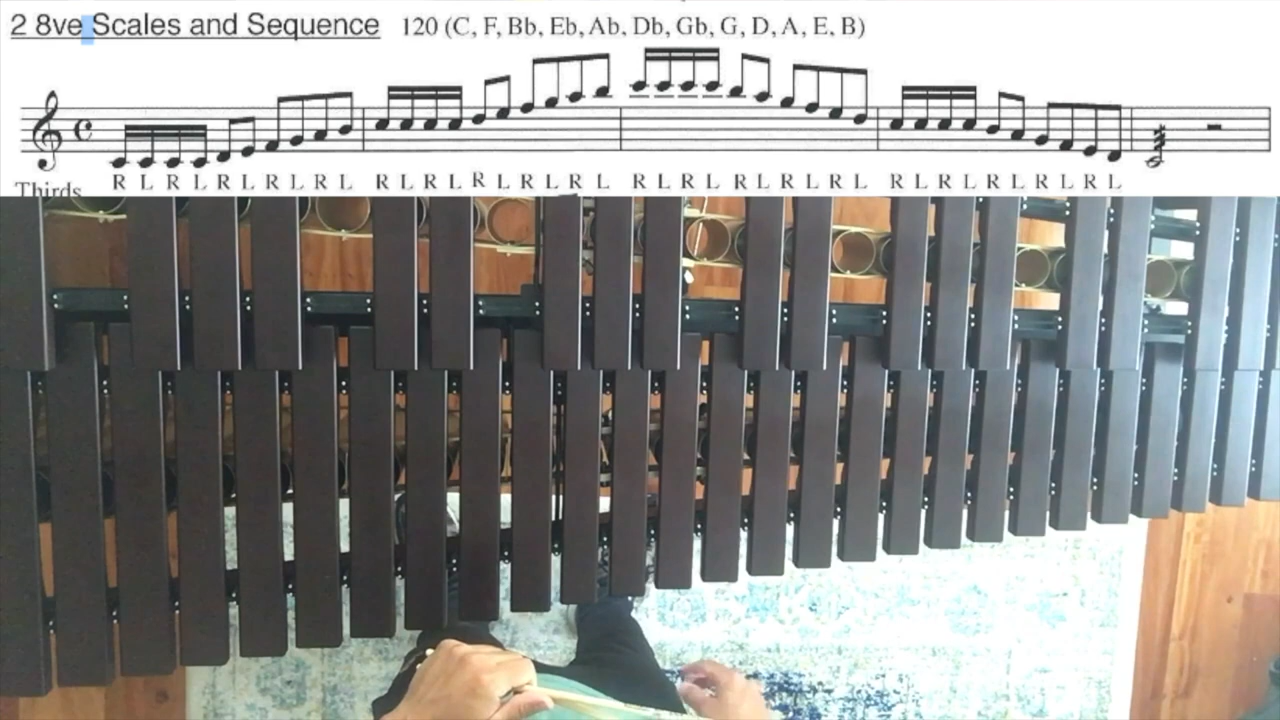 2 8ve Scales and Sequence 120 (C, F, Bb, Eb, Ab, Db, Gb, G, D, A, E, B)
Thirds R L R L R L R L R L R L R L R L R L R L R L R L R L R L R L R L R L R L R L R L